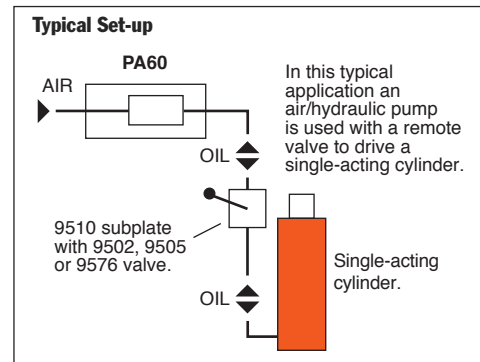 Typical Set-up
PA60
AIR
In this typical
application an
air/hydraulic pump
is used with a remote
valve to drive a
single-acting cylinder.
OIL
9510 subplate
with 9502, 9505
or 9576 valve.
Single-acting
cylinder.
OIL